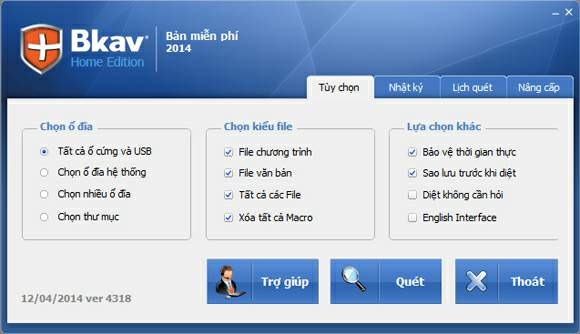 Bkav®
Home Edition
Bản miễn phí
2014
Tùy chọn
Nhật ký
Lịch quét
Nâng cấp
Chọn ổ đĩa
Tất cả ổ cứng và USB
Chọn ổ đĩa hệ thống
Chọn nhiều ổ đĩa
Chọn thư mục
Chọn kiểu file
File chương trình
File văn bản
Tất cả các File
Xóa tất cả Macro
Lựa chọn khác
Bảo vệ thời gian thực
Sao lưu trước khi diệt
Diệt không cần hỏi
English Interface
12/04/2014 ver 4318
Trợ giúp
Quét
Thoát